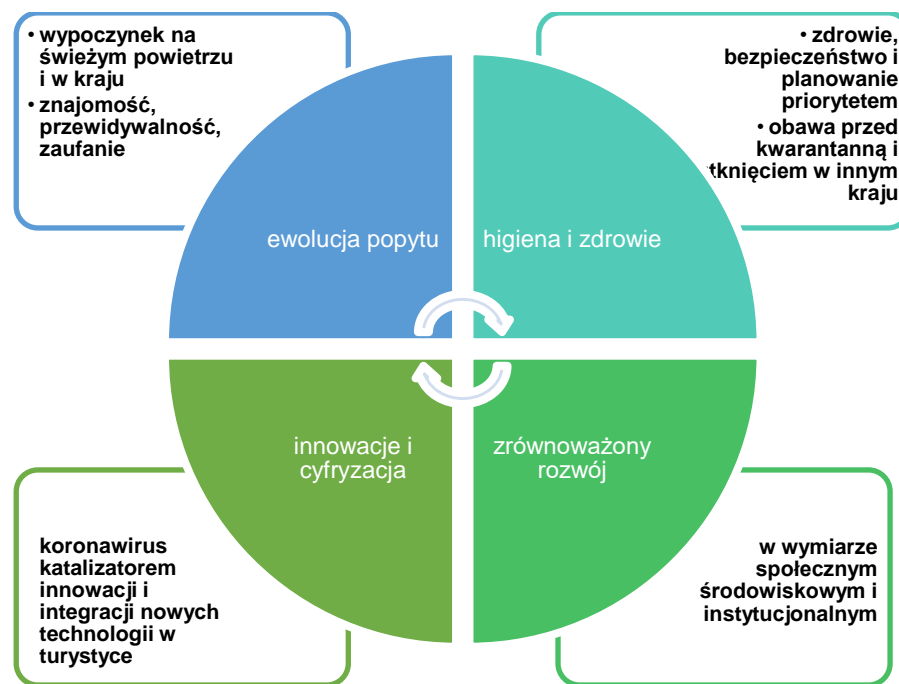 • wypoczynek na
świeżym powietrzu
i w kraju
• znajomość,
przewidywalność,
zaufanie
• zdrowie,
bezpieczeństwo i
planowanie
priorytetem
• obawa przed
kwarantanną i
tknięciem w innym
kraju
ewolucja popytu
higiena i zdrowie
innowacje i
cyfryzacja
zrównoważony
rozwój
koronawirus
katalizatorem
innowacji i
integracji nowych
technologii w
turystyce
w wymiarze
społecznym
środowiskowym i
instytucjonalnym